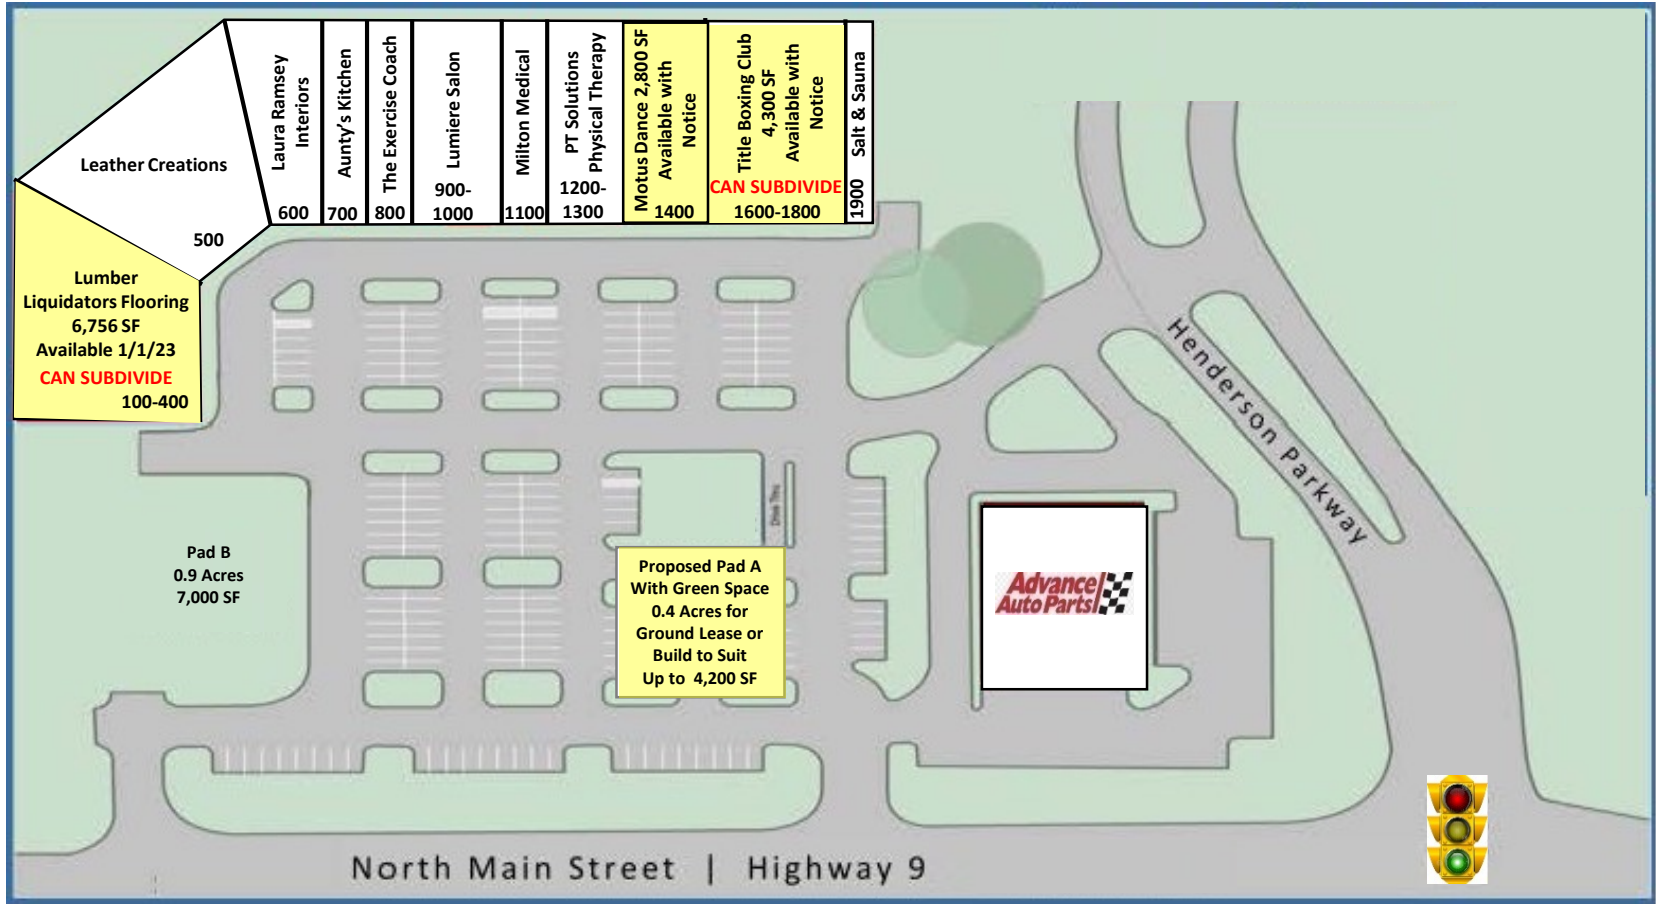 Lumber
Liquidators Flooring
6,756 SF
Available 1/1/23
CAN SUBDIVIDE
100-400
Leather Creations
500
Laura Ramsey
Interiors
600
Aunty's Kitchen
700
The Exercise Coach
800
Lumiere Salon
900-
1000
Milton Medical
1100
PT Solutions
Physical Therapy
1200-
1300
Motus Dance 2,800 SF
Available with
Notice
1400
Title Boxing Club
4,300 SF
Available with
Notice
CAN SUBDIVIDE
1600-1800
Salt & Sauna
1900
Henderson Parkway
Drive Thru
Pad B
0.9 Acres
7,000 SF
Proposed Pad A
With Green Space
0.4 Acres for
Ground Lease or
Build to Suit
Up to 4,200 SF
Advance
Auto Parts
North Main Street | Highway 9